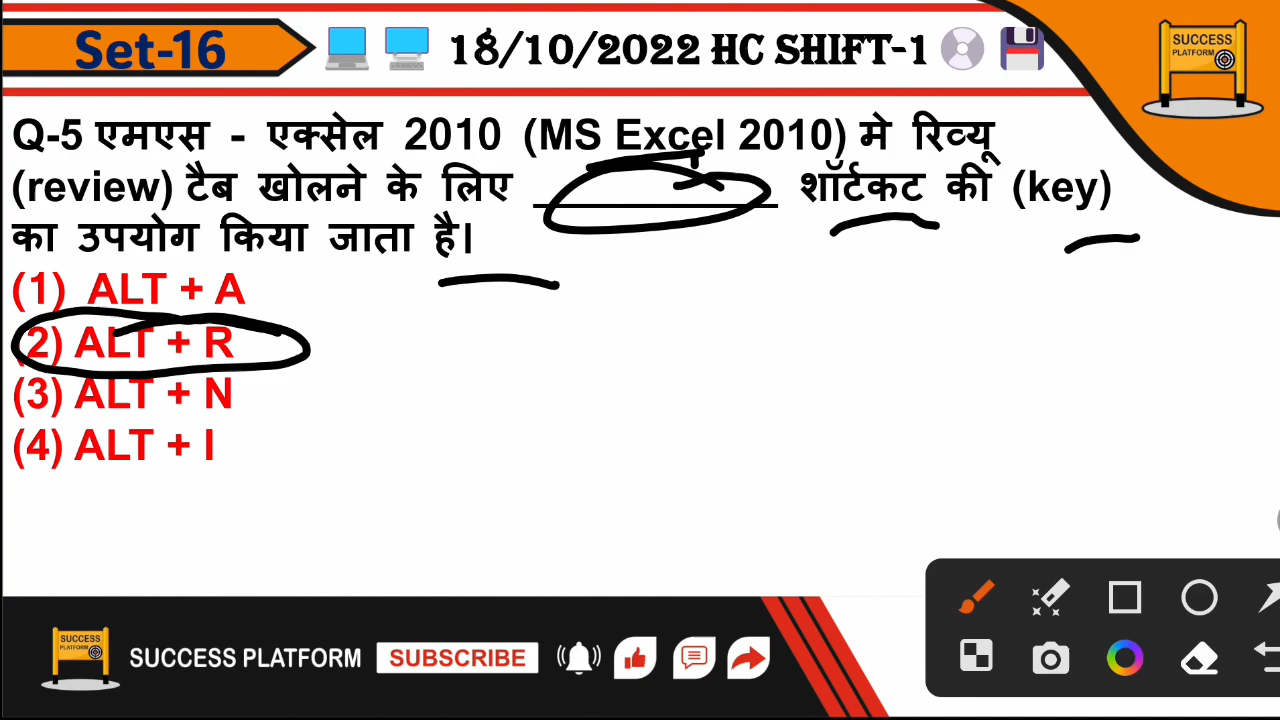 Set-16
18/10/2022 HC SHIFT-1
SUCCESS
PLATFORM
Q-5 एमएस - एक्सेल 2010 (MS Excel 2010) मे रिव्यू
(review) टैब खोलने के लिए ____________ शॉर्टकट की (key)
का उपयोग किया जाता है।
(1) ALT + A
(2) ALT + R
(3) ALT + N
(4) ALT + I
SUCCESS
PLATFORM
SUCCESS PLATFORM
SUBSCRIBE